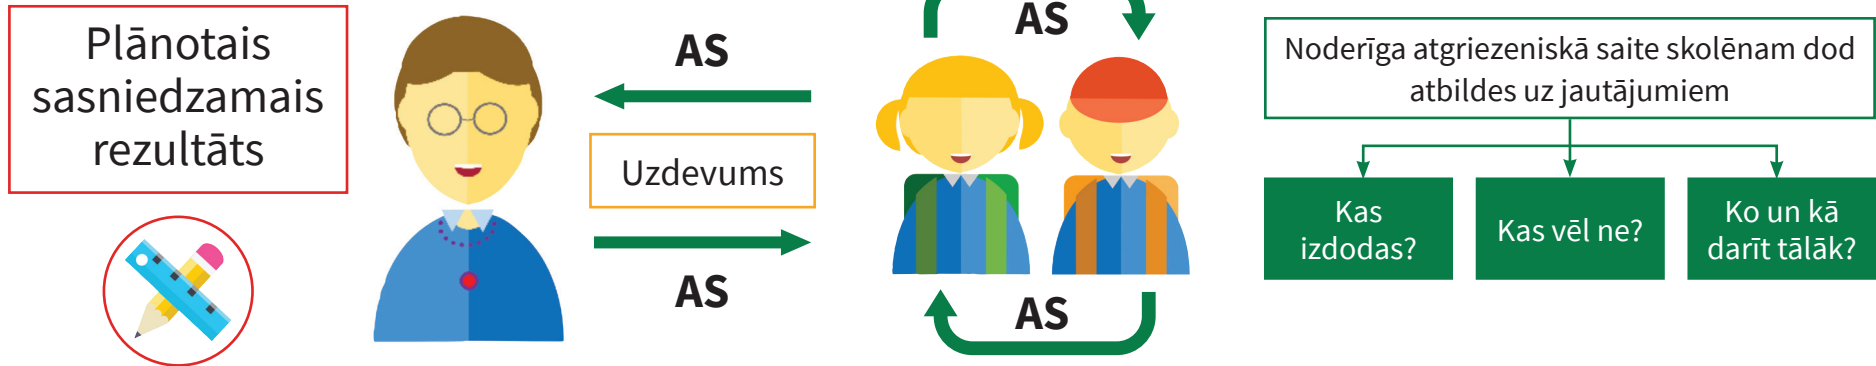 Plānotais
sasniedzamais
rezultāts
AS
Uzdevums
AS
AS
AS
Noderīga atgriezeniskā saite skolēnam dod
atbildes uz jautājumiem
Kas
izdodas?
Kas vēl ne?
Ko un kā
darīt tālāk?